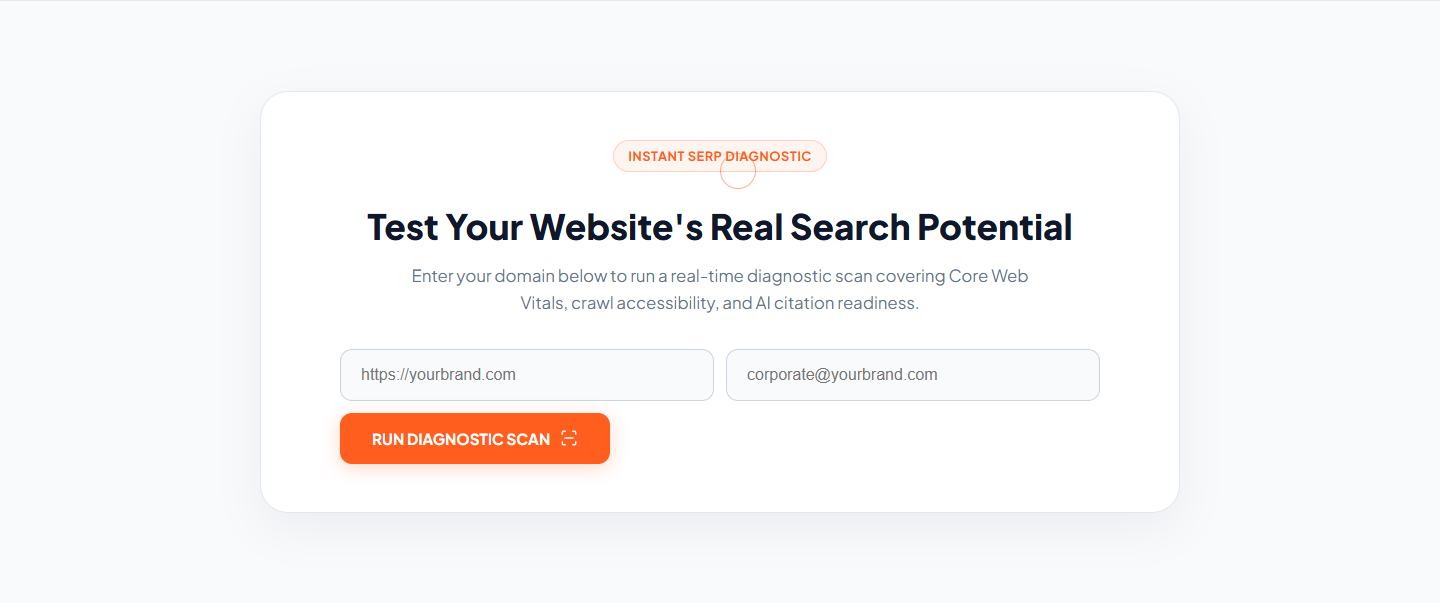 INSTANT SERP DIAGNOSTIC
Test Your Website's Real Search Potential
Enter your domain below to run a real-time diagnostic scan covering Core Web
Vitals, crawl accessibility, and AI citation readiness.
https://yourbrand.com
corporate@yourbrand.com
RUN DIAGNOSTIC SCAN